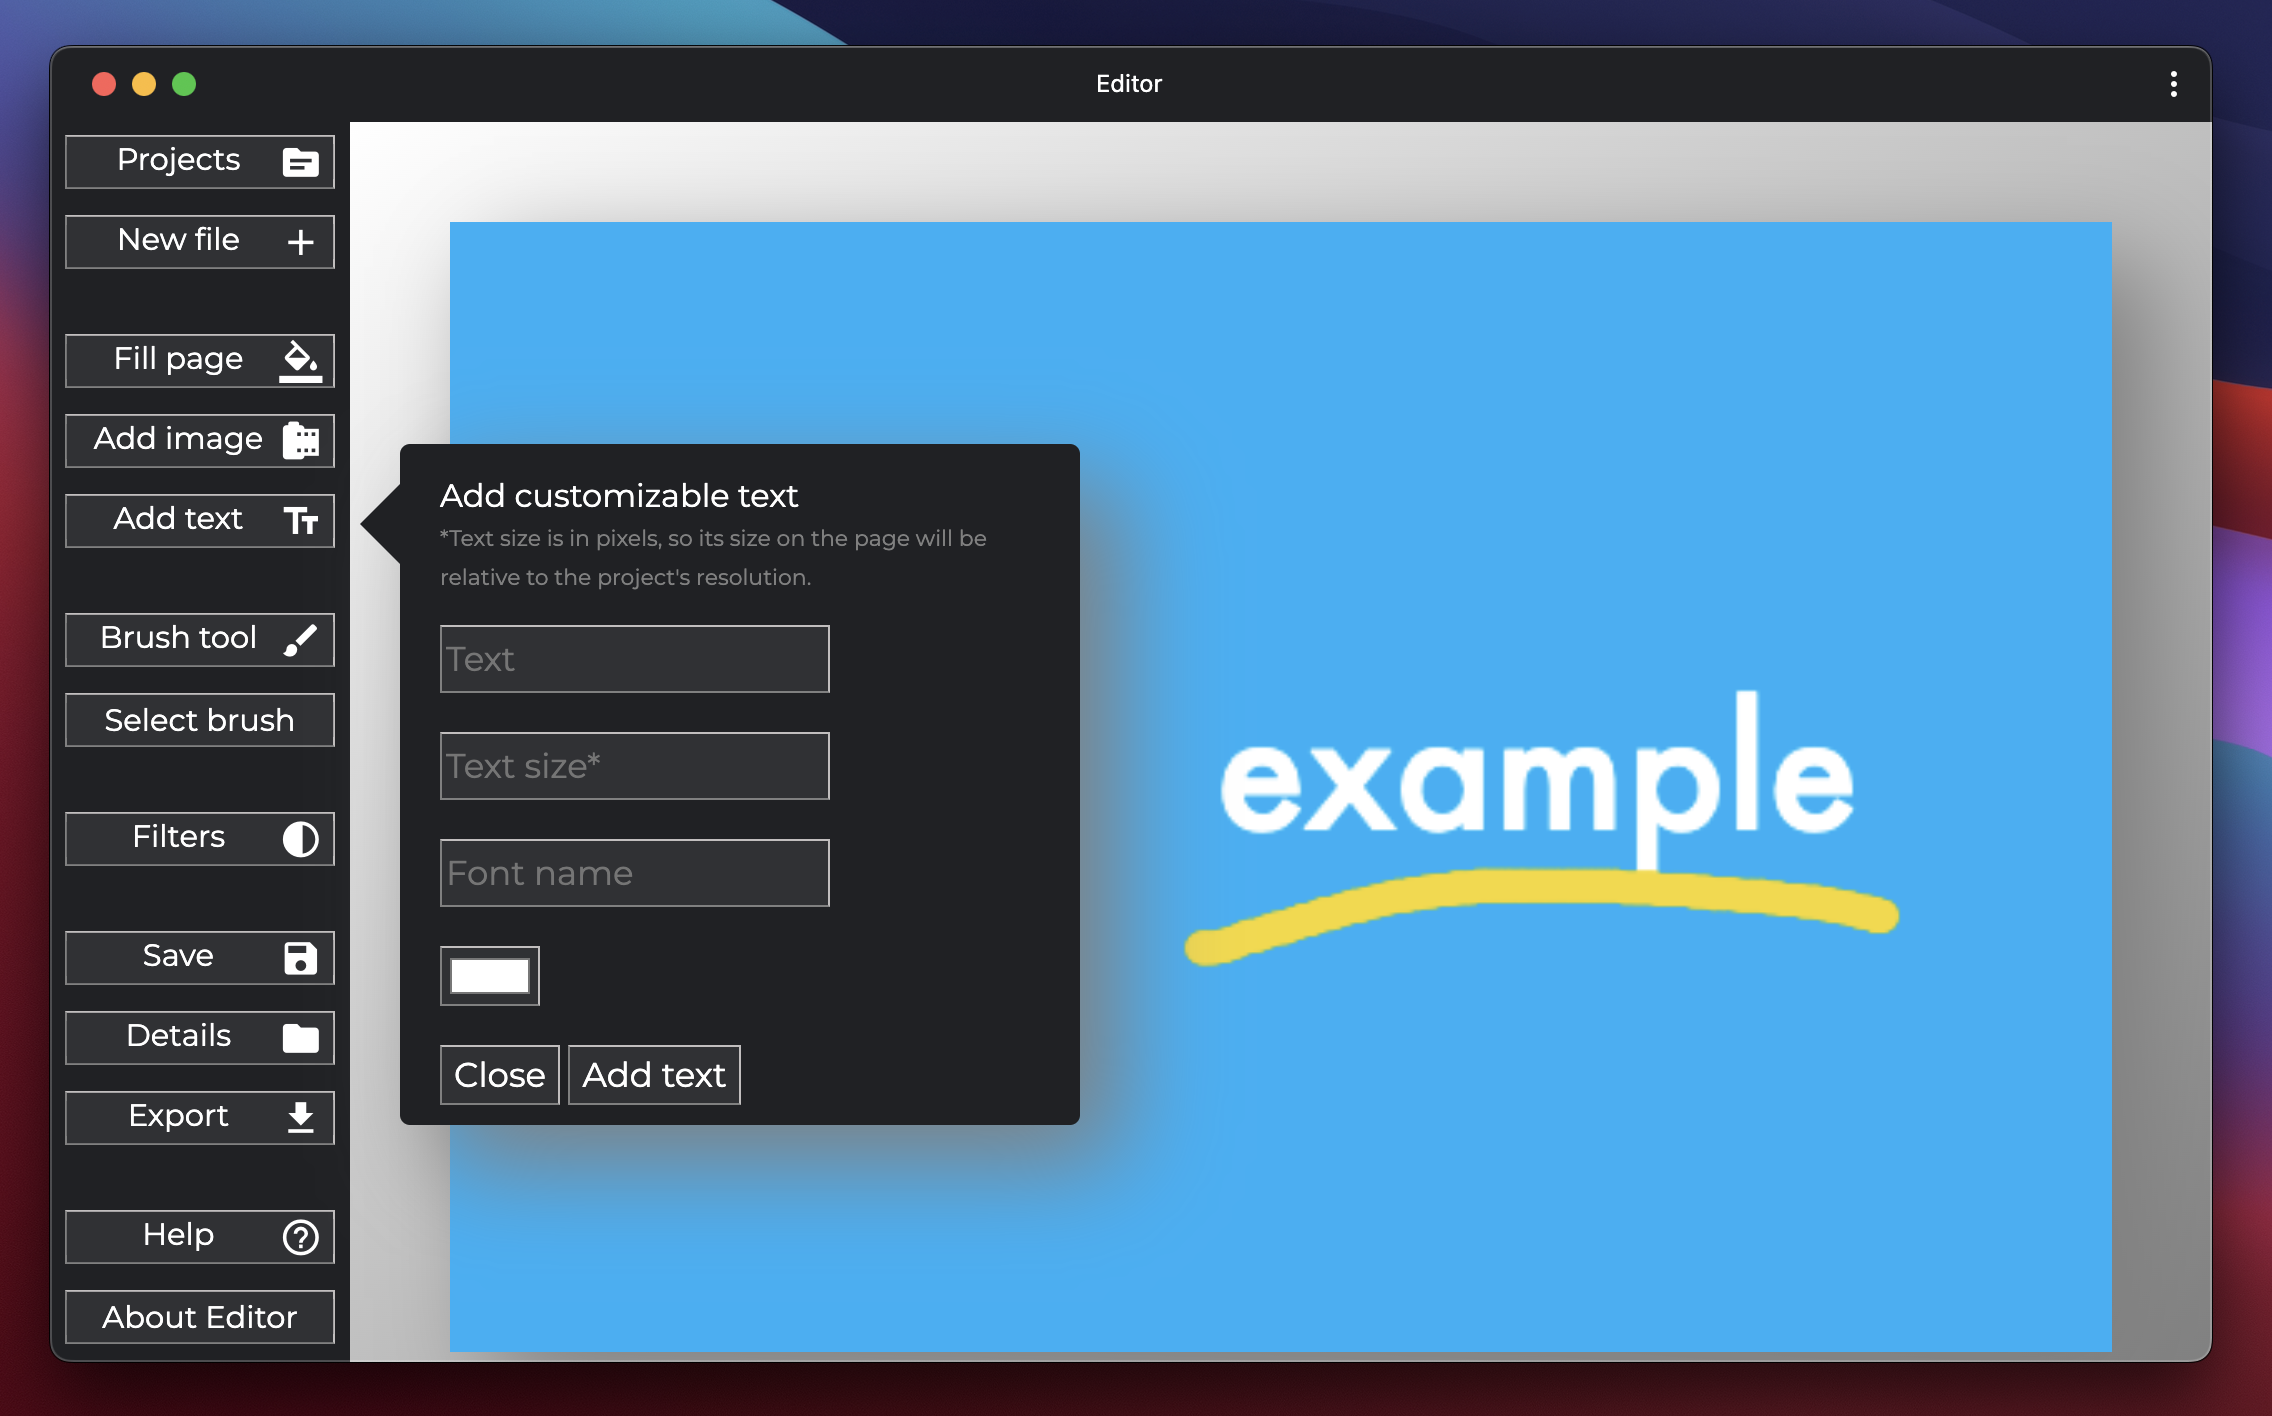 Editor
Projects
New file
Fill page
Add image
Add text
Brush tool
Select brush
Filters
Save
Details
Export
Help
About Editor
Add customizable text
*Text size is in pixels, so its size on the page will be
relative to the project's resolution.
Text
Text size*
Font name
Close Add text
example